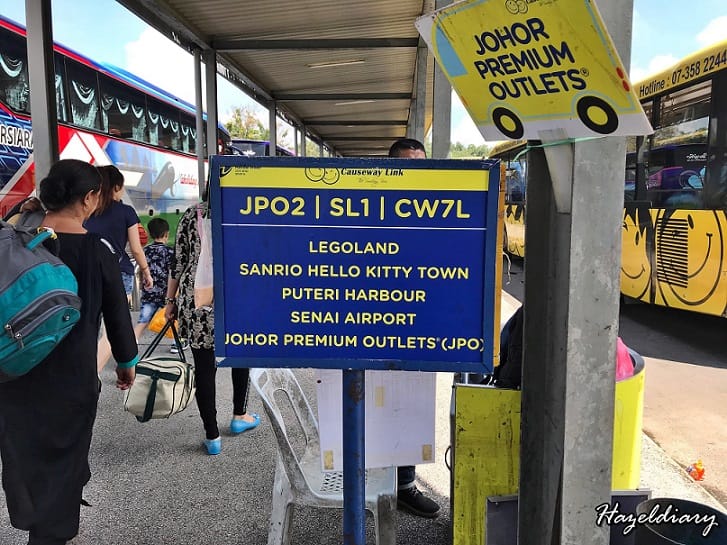 JOHOR
PREMIUM
OUTLETS®
Hotline : 07-358 2244
RSIARA
Causeway Link
JPO2 | SL1 | CW7L
LEGOLAND
SANRIO HELLO KITTY TOWN
PUTERI HARBOUR
SENAI AIRPORT
JOHOR PREMIUM OUTLETS®(JPO)
Hazeldiary